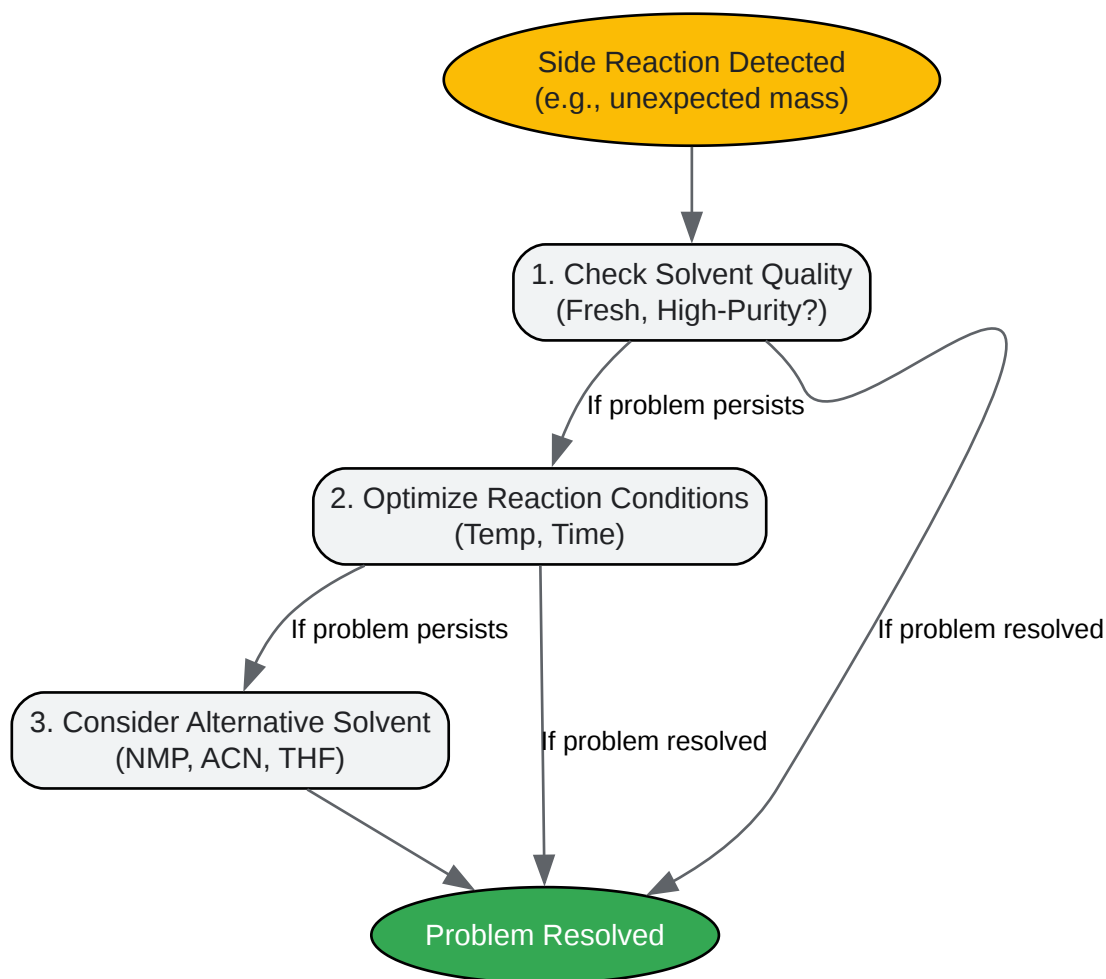 Side Reaction Detected
(e.g., unexpected mass)
1. Check Solvent Quality
(Fresh, High-Purity?)
If problem persists
2. Optimize Reaction Conditions
(Temp, Time)
If problem persists
If problem resolved
3. Consider Alternative Solvent
(NMP, ACN, THF)
If problem resolved
Problem Resolved